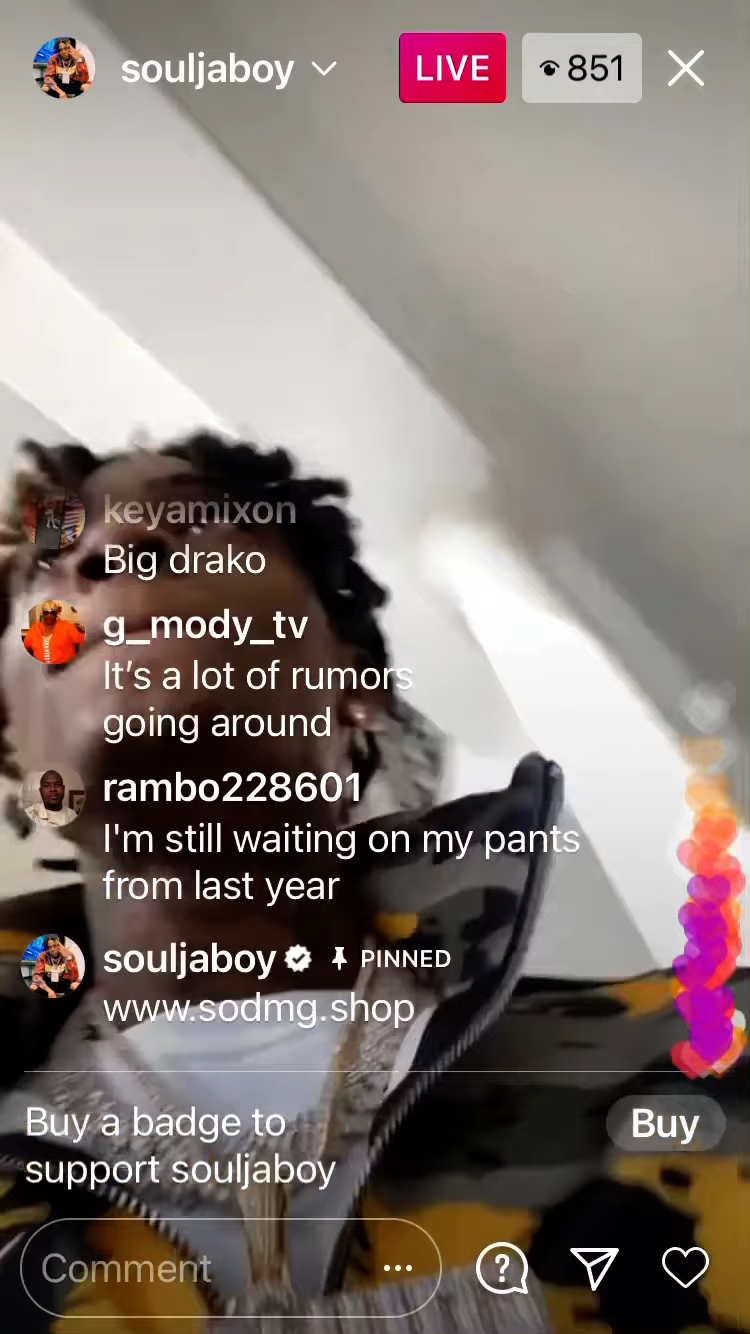 souljaboy
LIVE
851
keyamixon
Big drako
g_mody_tv
It’s a lot of rumors
going around
rambo228601
I'm still waiting on my pants
from last year
souljaboy PINNED
www.sodmg.shop
Buy a badge to
support souljaboy
Buy
Comment